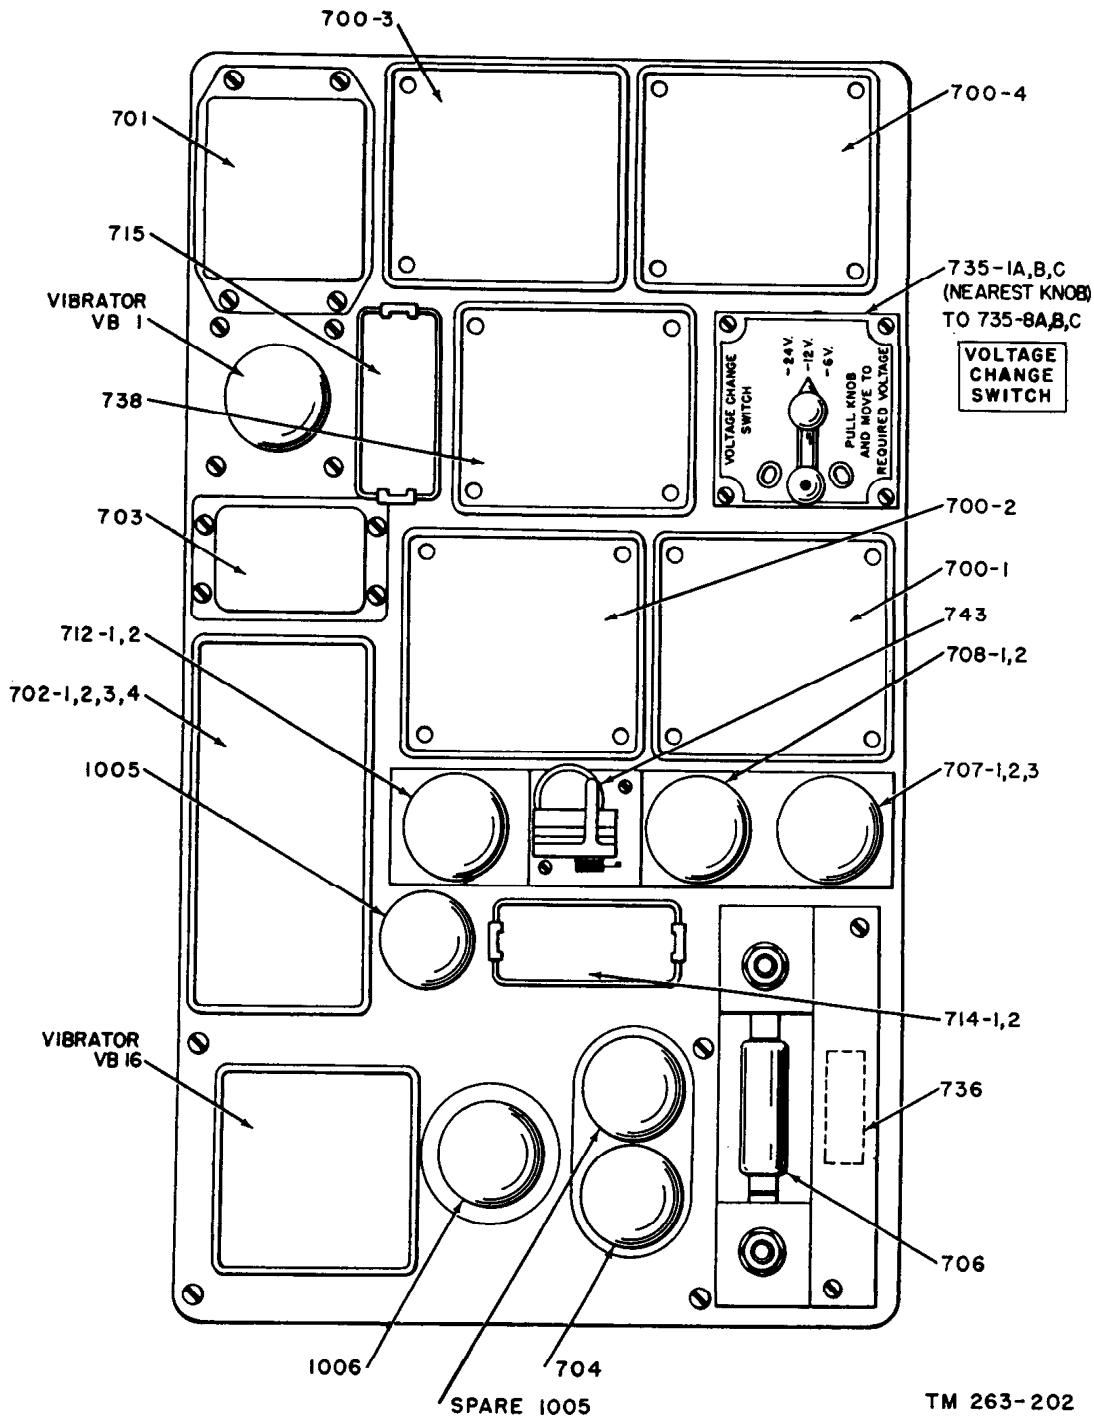 700-3
700-4
701
715
735-1A,B,C
(NEAREST KNOB)
TO 735-8A,B,C
VOLTAGE
CHANGE
SWITCH
VIBRATOR
VB 1
-24V.
-12V.
-6V.
VOLTAGE CHANGE
SWITCH
PULL KNOB
AND MOVE TO
REQUIRED VOLTAGE
738
703
700-2
700-1
743
712-1,2
708-1,2
702-1,2,3,4
1005
707-1,2,3
714-1,2
VIBRATOR
VB 16
736
706
1006
704
SPARE 1005
TM 263-202